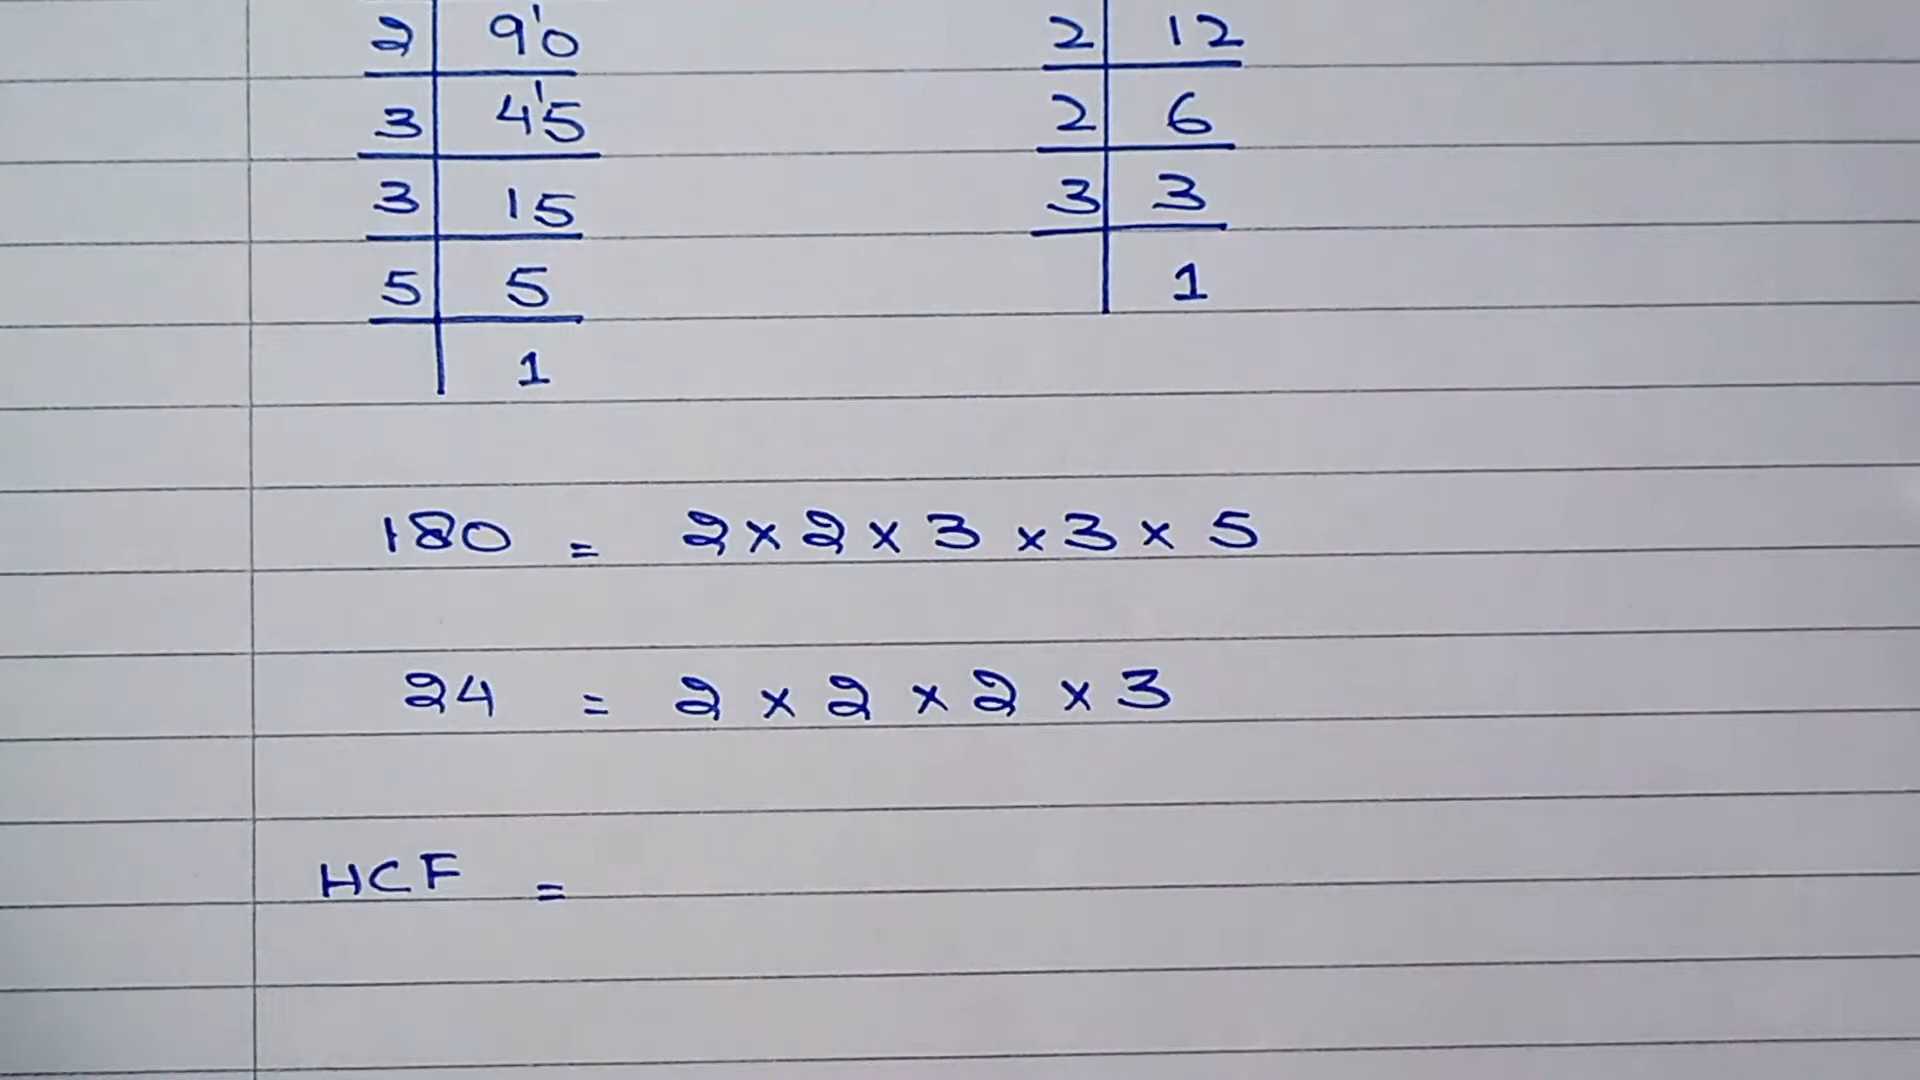 2 | 90
3 | 45
3 | 15
5 | 5
1
2 | 12
2 | 6
3 | 3
1
180 = 2 × 2 × 3 × 3 × 5
24 = 2 × 2 × 2 × 3
HCF =